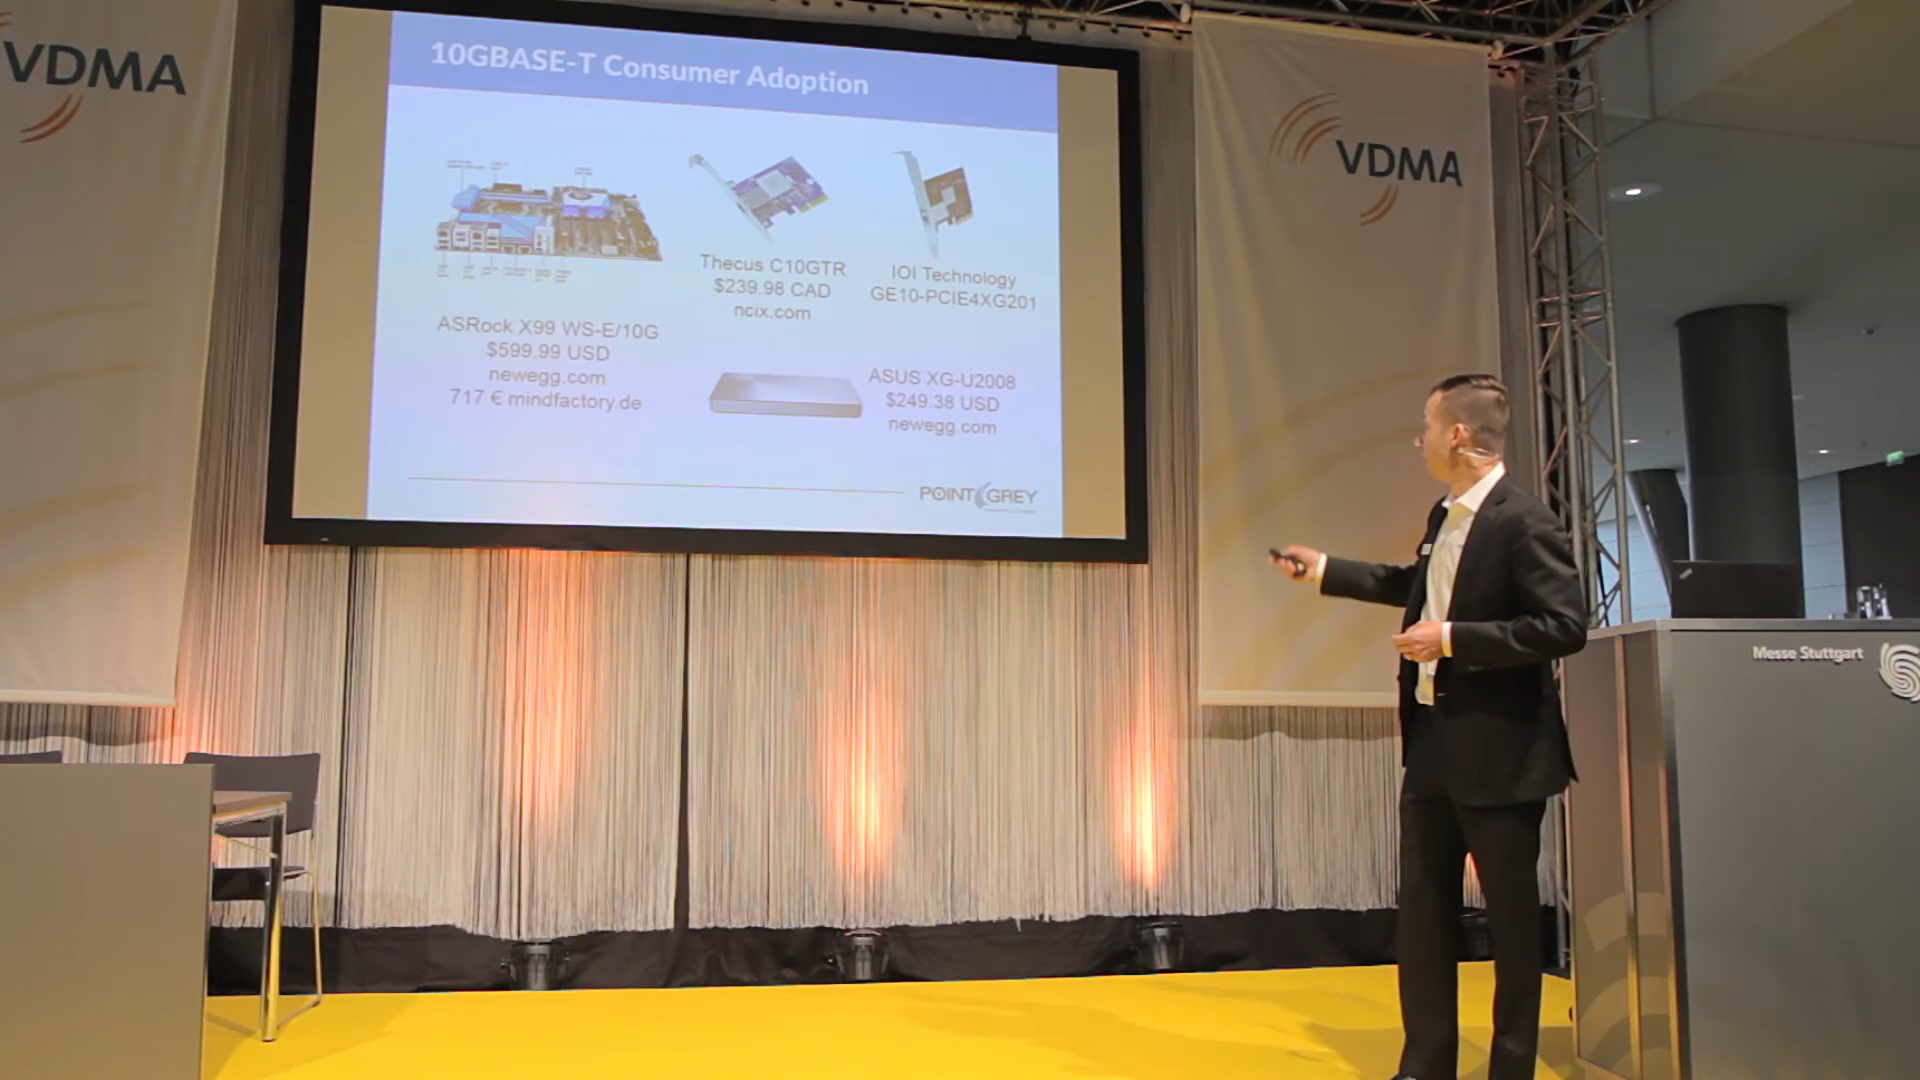 VDMA
10GBASE-T Consumer Adoption
ASRock X99 WS-E/10G
$599.99 USD
newegg.com
717 € mindfactory.de
Thecus C10GTR
$239.98 CAD
ncix.com
IOI Technology
GE10-PCIE4XG201
ASUS XG-U2008
$249.38 USD
newegg.com
POINT GREY
VDMA
Messe Stuttgart